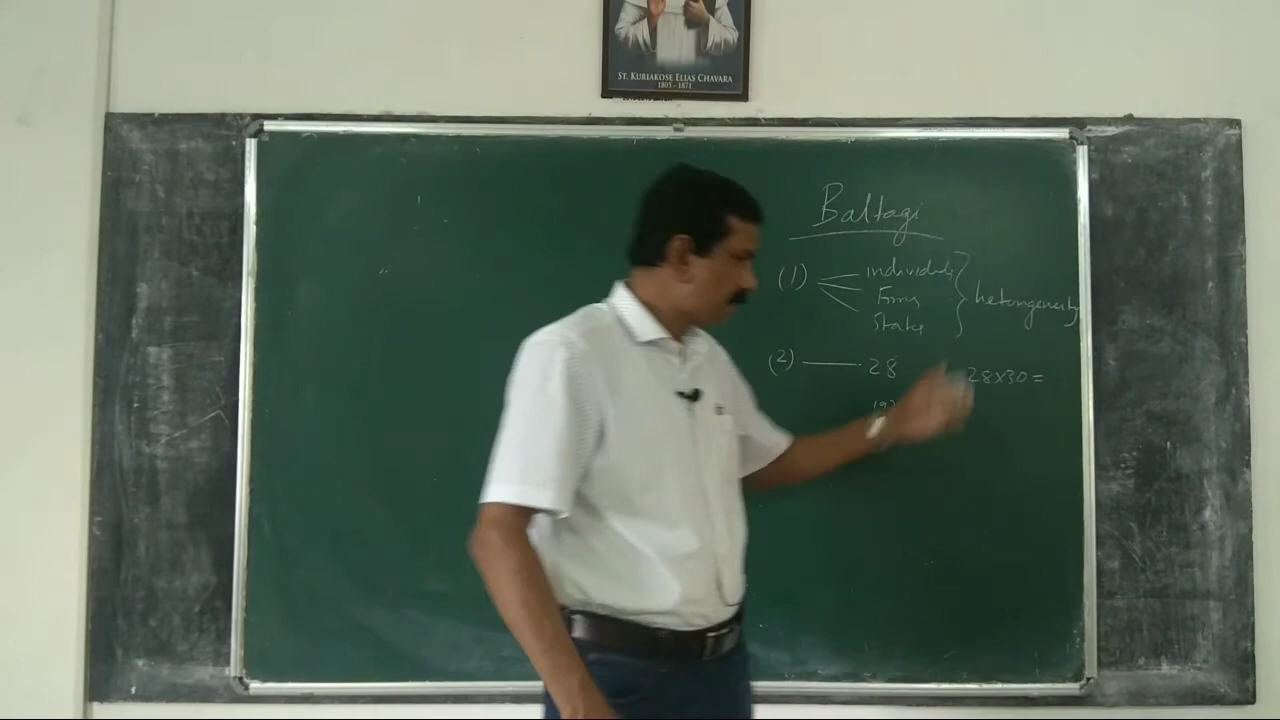 ST. KURIAKOSE ELIAS CHAVARA
1805 - 1871
Baltagi
(1) individuals
Firms
States
heterogeneity
(2) 28 28x30=